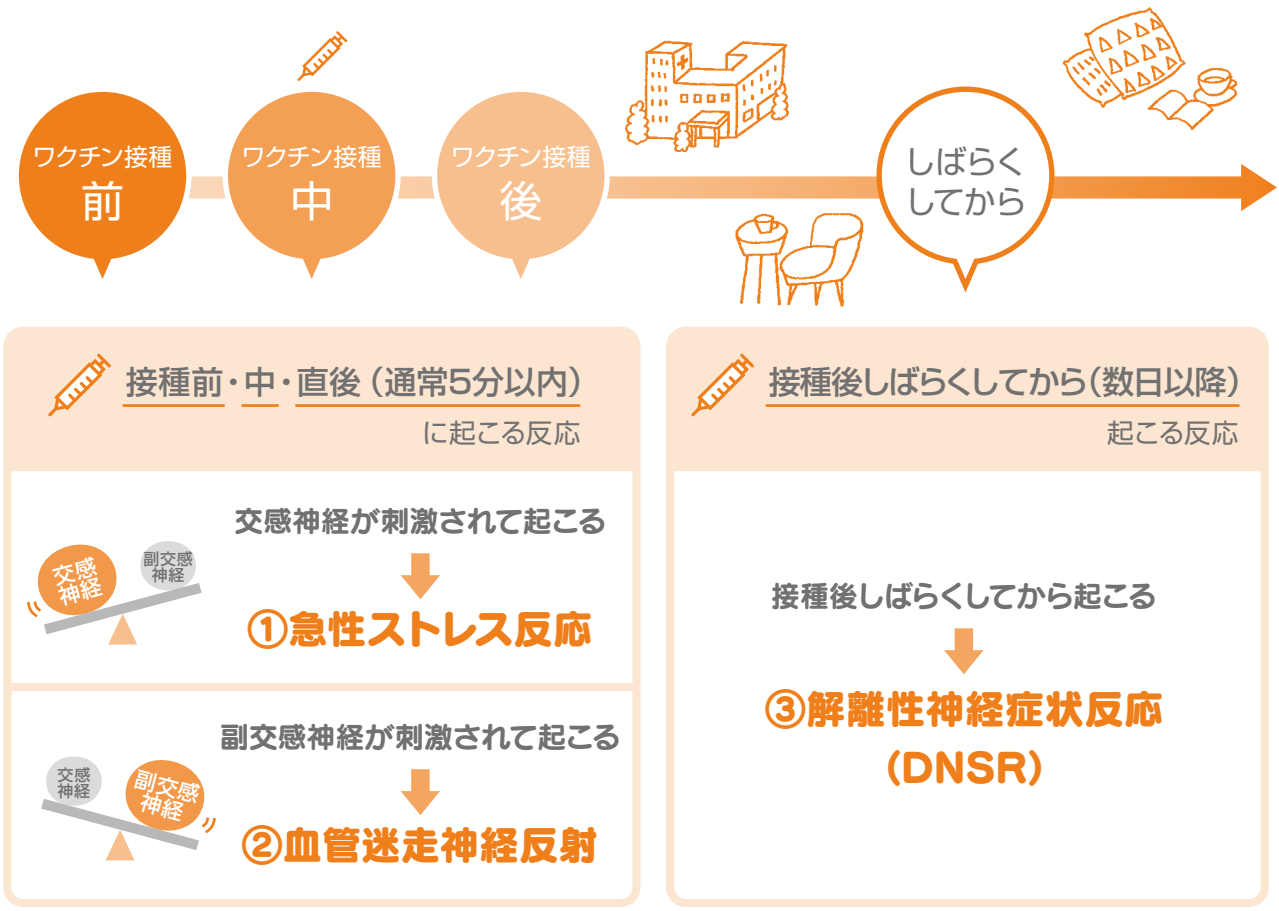 ワクチン接種
前
ワクチン接種
中
ワクチン接種
後
しばらく
してから
接種前・中・直後（通常5分以内）
に起こる反応
交感神経が刺激されて起こる
交感
神経
副交感
神経
①急性ストレス反応
副交感神経が刺激されて起こる
交感
神経
副交感
神経
②血管迷走神経反射
接種後しばらくしてから（数日以降）
起こる反応
接種後しばらくしてから起こる
③解離性神経症状反応
（DNSR）